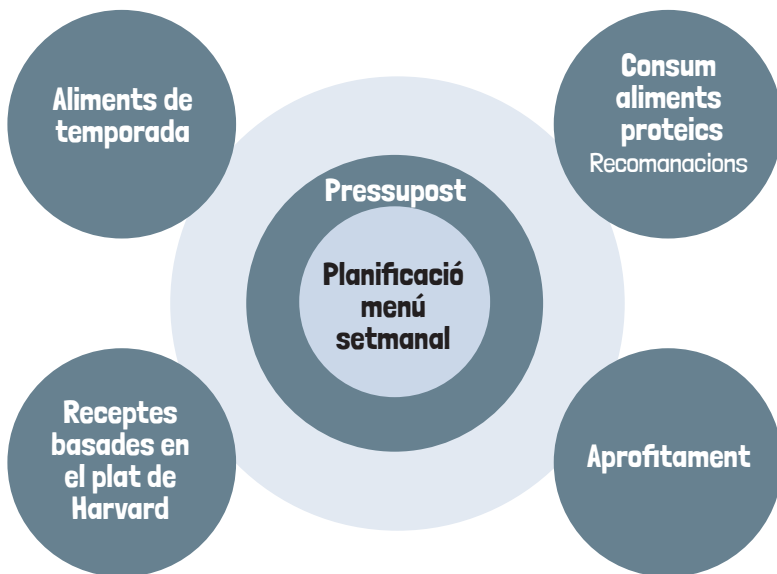 Aliments de
temporada
Consum
aliments
proteics
Recomanacions
Pressupost
Planificació
menú
setmanal
Receptes
basades en
el plat de
Harvard
Aprofitament